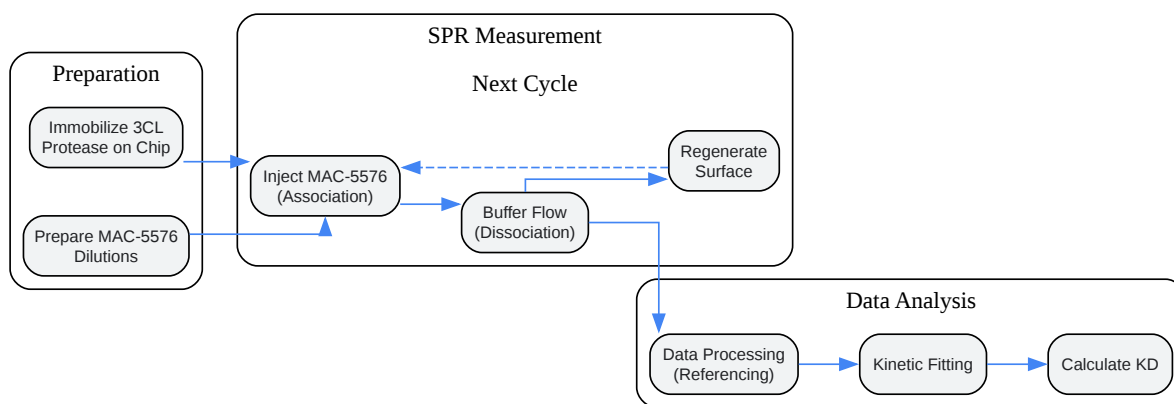 Preparation
Immobilize 3CL
Protease on Chip
Prepare MAC-5576
Dilutions
SPR Measurement
Next Cycle
Inject MAC-5576
(Association)
Buffer Flow
(Dissociation)
Regenerate
Surface
Data Analysis
Data Processing
(Referencing)
Kinetic Fitting
Calculate KD